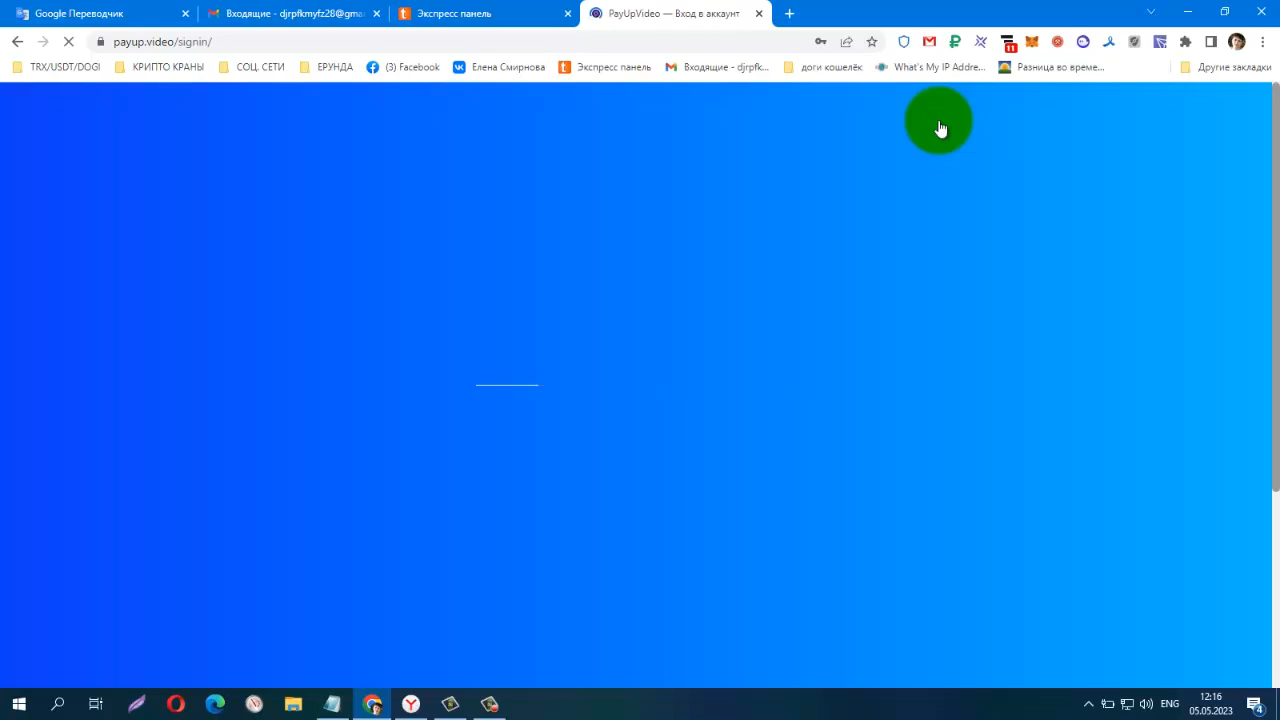 Google Переводчик
Входящие - djrpfkmyfz28@gma
Экспресс панель
PayUpVideo — Вход в аккаунт
payup.video/signin/
11
TRX/USDT/DOGI
КРИПТО КРАНЫ
СОЦ. СЕТИ
ЕРУНДА
(3) Facebook
Елена Смирнова
Экспресс панель
Входящие - djrpfk...
доги кошелёк
What's My IP Addre...
Разница во време...
Другие закладки
ENG
12:16
05.05.2023
4